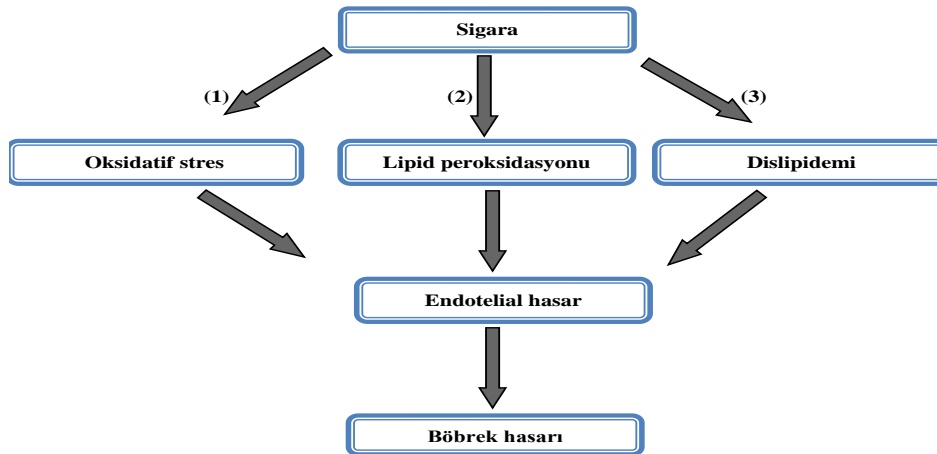 Sigara
(1)
(2)
(3)
Oksidatif stres
Lipid peroksidasyonu
Dislipidemi
Endotelial hasar
Böbrek hasarı